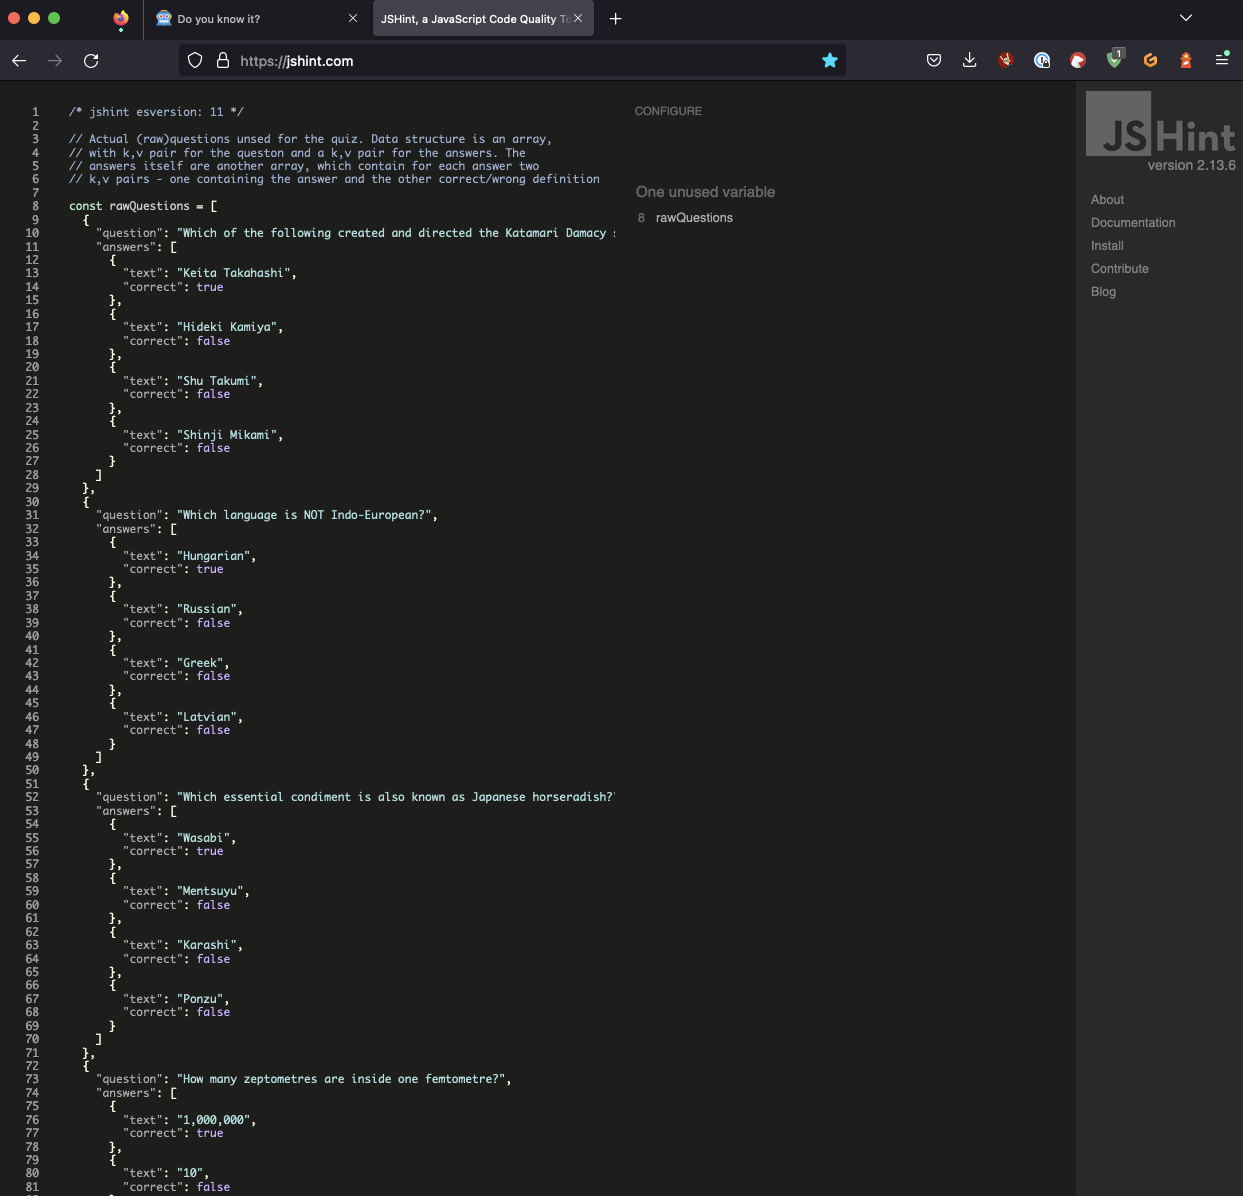 Do you know it?
JSHint, a JavaScript Code Quality To
https://jshint.com
1
1 /* jshint esversion: 11 */
2
3 // Actual (raw)questions unsed for the quiz. Data structure is an array,
4 // with k,v pair for the queston and a k,v pair for the answers. The
5 // answers itself are another array, which contain for each answer two
6 // k,v pairs - one containing the answer and the other correct/wrong definition
7
8 const rawQuestions = [
9 {
10 "question": "Which of the following created and directed the Katamari Damacy s
11 "answers": [
12 {
13 "text": "Keita Takahashi",
14 "correct": true
15 },
16 {
17 "text": "Hideki Kamiya",
18 "correct": false
19 },
20 {
21 "text": "Shu Takumi",
22 "correct": false
23 },
24 {
25 "text": "Shinji Mikami",
26 "correct": false
27 }
28 ]
29 },
30 {
31 "question": "Which language is NOT Indo-European?",
32 "answers": [
33 {
34 "text": "Hungarian",
35 "correct": true
36 },
37 {
38 "text": "Russian",
39 "correct": false
40 },
41 {
42 "text": "Greek",
43 "correct": false
44 },
45 {
46 "text": "Latvian",
47 "correct": false
48 }
49 ]
50 },
51 {
52 "question": "Which essential condiment is also known as Japanese horseradish?"
53 "answers": [
54 {
55 "text": "Wasabi",
56 "correct": true
57 },
58 {
59 "text": "Mentsuyu",
60 "correct": false
61 },
62 {
63 "text": "Karashi",
64 "correct": false
65 },
66 {
67 "text": "Ponzu",
68 "correct": false
69 }
70 ]
71 },
72 {
73 "question": "How many zeptometres are inside one femtometre?",
74 "answers": [
75 {
76 "text": "1,000,000",
77 "correct": true
78 },
79 {
80 "text": "10",
81 "correct": false
CONFIGURE
One unused variable
8 rawQuestions
JSHint
version 2.13.6
About
Documentation
Install
Contribute
Blog